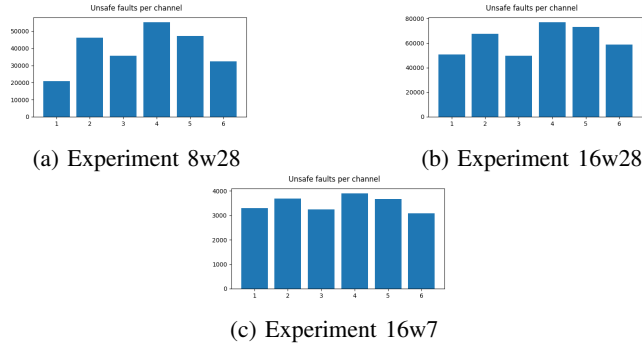 Unsafe faults per channel
50000
40000
30000
20000
10000
0
1 2 3 4 5 6
(a) Experiment 8w28
Unsafe faults per channel
80000
60000
40000
20000
0
1 2 3 4 5 6
(b) Experiment 16w28
Unsafe faults per channel
4000
3000
2000
1000
0
1 2 3 4 5 6
(c) Experiment 16w7